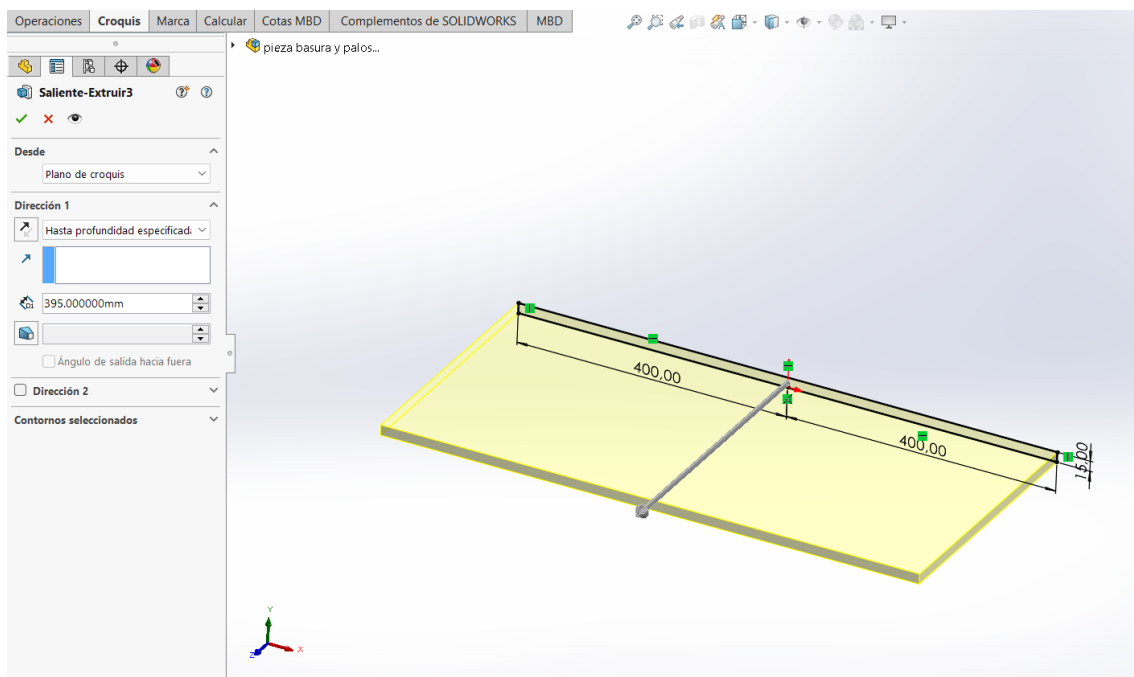 Operaciones Croquis Marca Calcular Cotas MBD Complementos de SOLIDWORKS MBD
pieza basura y palos...
Saliente-Extruir3
Desde
Plano de croquis
Dirección 1
Hasta profundidad especificada
D1
395.000000mm
Ángulo de salida hacia fuera
Dirección 2
Contornos seleccionados
400,00
400,00
15,00
Y
X
Z